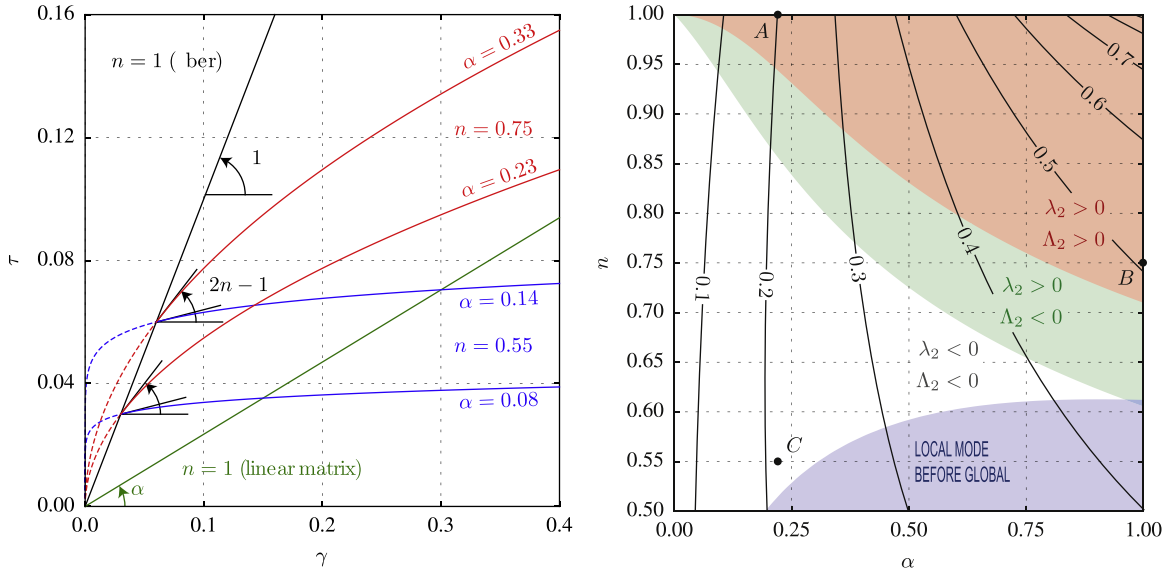 0.16
0.12
0.08
0.04
0.00
τ
0.0
0.1
0.2
0.3
0.4
γ
n = 1 ( ber)
α = 0.33
n = 0.75
1
α = 0.23
2n − 1
α = 0.14
n = 0.55
α = 0.08
n = 1 (linear matrix)
α
1.00
0.95
0.90
0.85
0.80
0.75
0.70
0.65
0.60
0.55
0.50
n
0.00
0.25
0.50
0.75
1.00
α
A
0.7
0.6
0.5
λ₂ > 0
Λ₂ > 0
0.4
B
0.3
0.2
0.1
λ₂ > 0
Λ₂ < 0
λ₂ < 0
Λ₂ < 0
C
LOCAL MODE
BEFORE GLOBAL